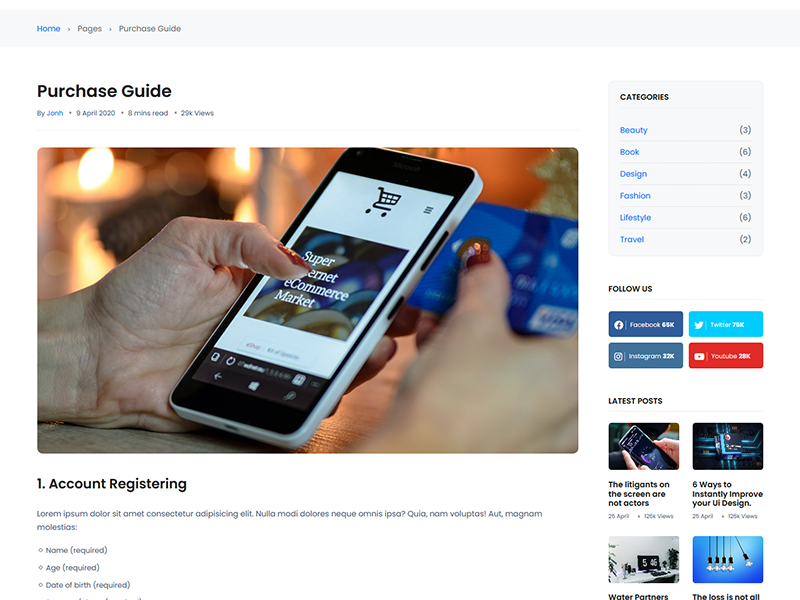 Home › Pages › Purchase Guide
Purchase Guide
By Jonh • 9 April 2020 • 8 mins read • 29k Views
Super
ernet
eCommerce
Market
VISA
1. Account Registering
Lorem ipsum dolor sit amet consectetur adipisicing elit. Nulla modi dolores neque omnis ipsa? Quia, nam voluptas! Aut, magnam
molestias:
Name (required)
Age (required)
Date of birth (required)
CATEGORIES
Beauty (3)
Book (6)
Design (4)
Fashion (3)
Lifestyle (6)
Travel (2)
FOLLOW US
Facebook 65K
Twitter 75K
Instagram 32K
Youtube 28K
LATEST POSTS
The litigants on
the screen are
not actors
25 April • 126k Views
6 Ways to
Instantly Improve
your Ui Design.
25 April • 126k Views
5 46
Water Partners
The loss is not all